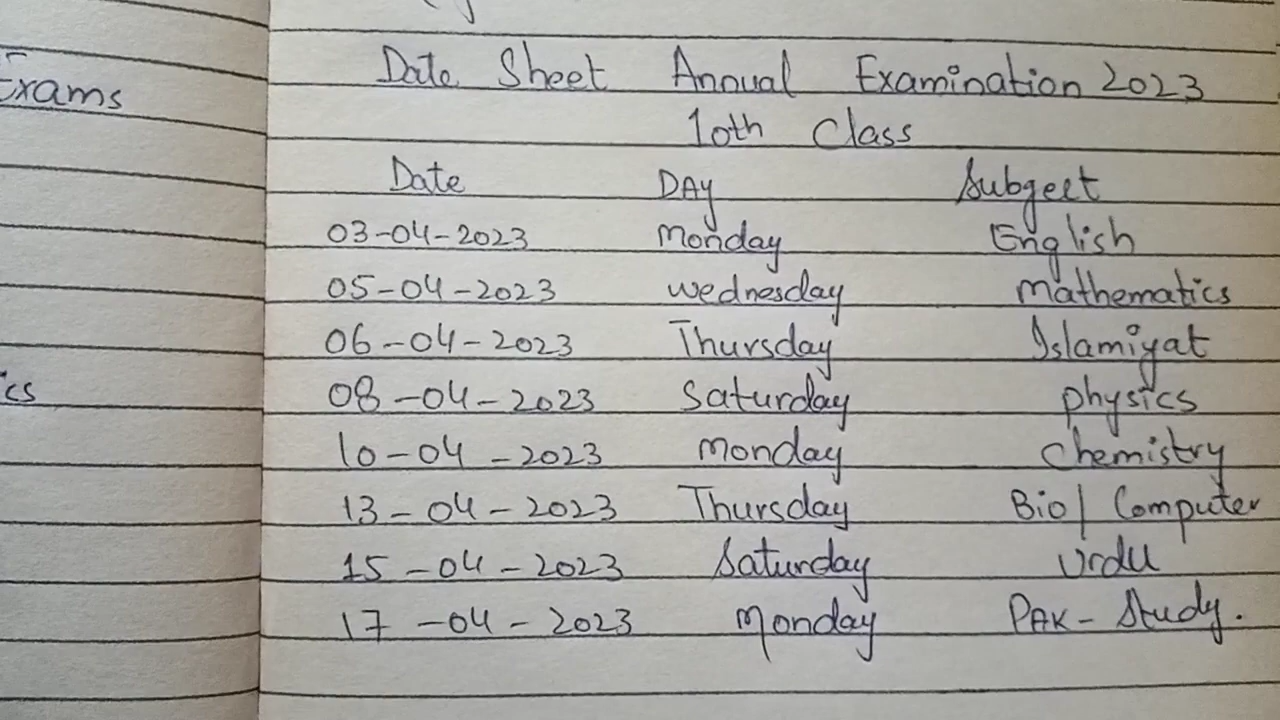 Exams
cs
Date Sheet Annual Examination 2023
10th Class
Date DAY Subgect
03-04-2023 Monday English
05-04-2023 wednesday Mathematics
06-04-2023 Thursday Islamiyat
08-04-2023 Saturday physics
10-04-2023 Monday Chemistry
13-04-2023 Thursday Bio/ Computer
15-04-2023 Saturday Urdu
17-04-2023 Monday PAK-Study.